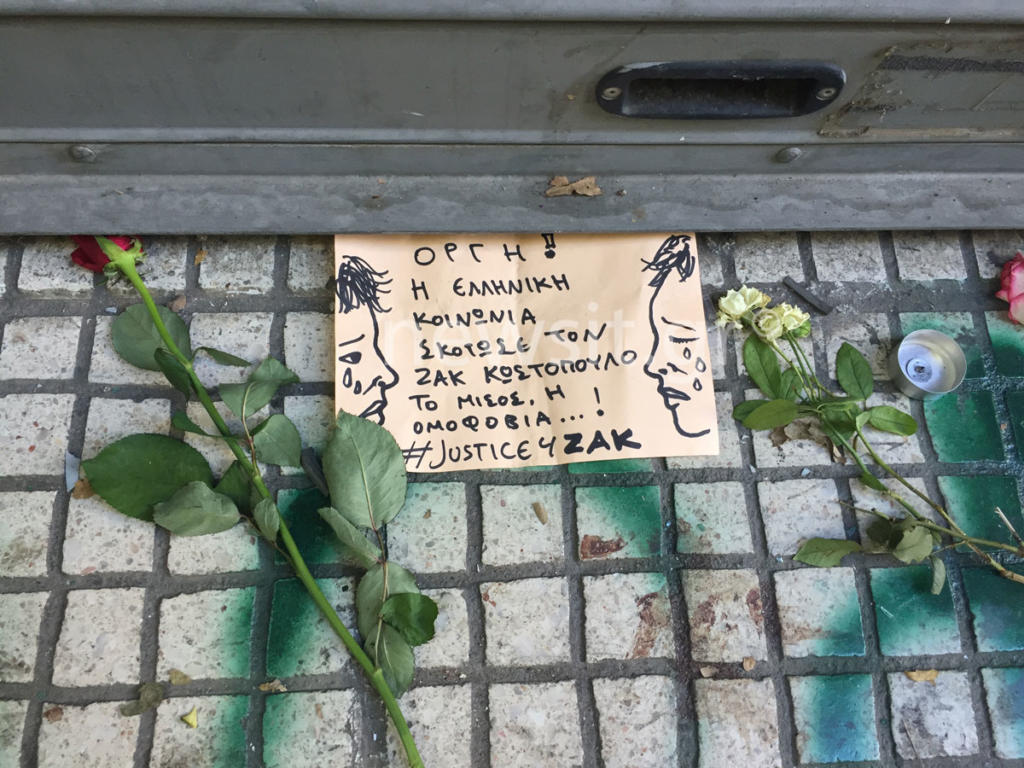 ΟΡΓΗ!
Η ΕΛΛΗΝΙΚΗ
ΚΟΙΝΩΝΙΑ
ΣΚΟΤΩΣΕ ΤΟΝ
ΖΑΚ ΚΩΣΤΟΠΟΥΛΟ
ΤΟ ΜΙΣΟΣ, Η
ΟΜΟΦΟΒΙΑ...!
#JUSTICE4ZAK